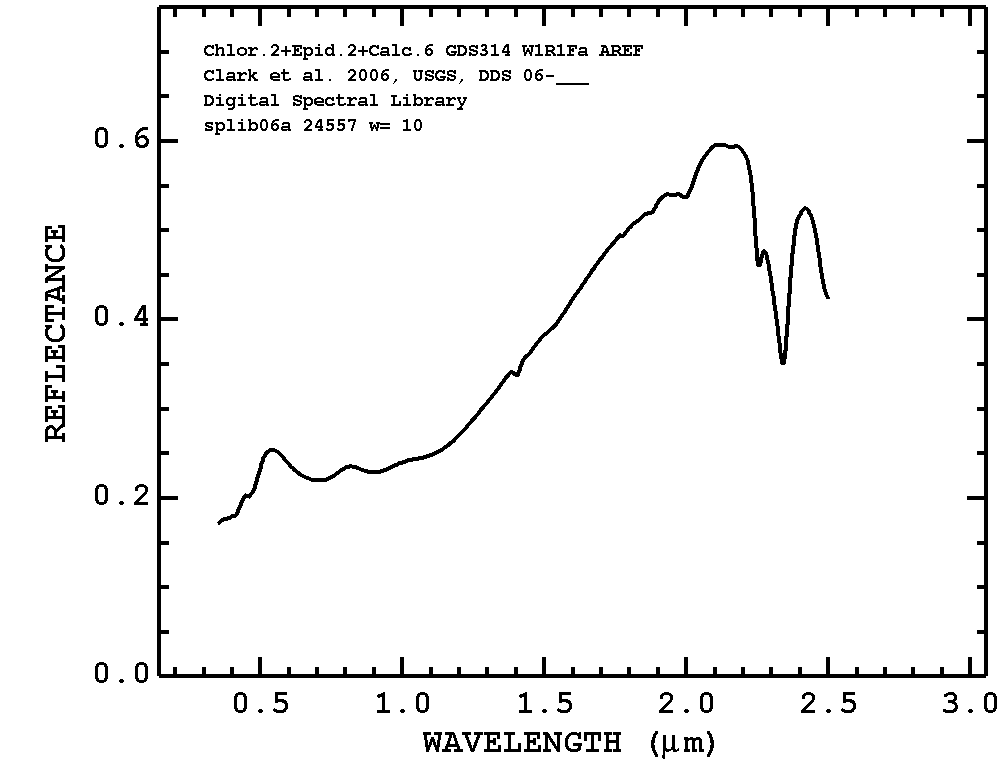 Chlor.2+Epid.2+Calc.6 GDS314 W1R1Fa AREF
Clark et al. 2006, USGS, DDS 06-___
Digital Spectral Library
splib06a 24557 w= 10
0.6
0.4
0.2
0.0
REFLECTANCE
0.5 1.0 1.5 2.0 2.5 3.0
WAVELENGTH (μm)